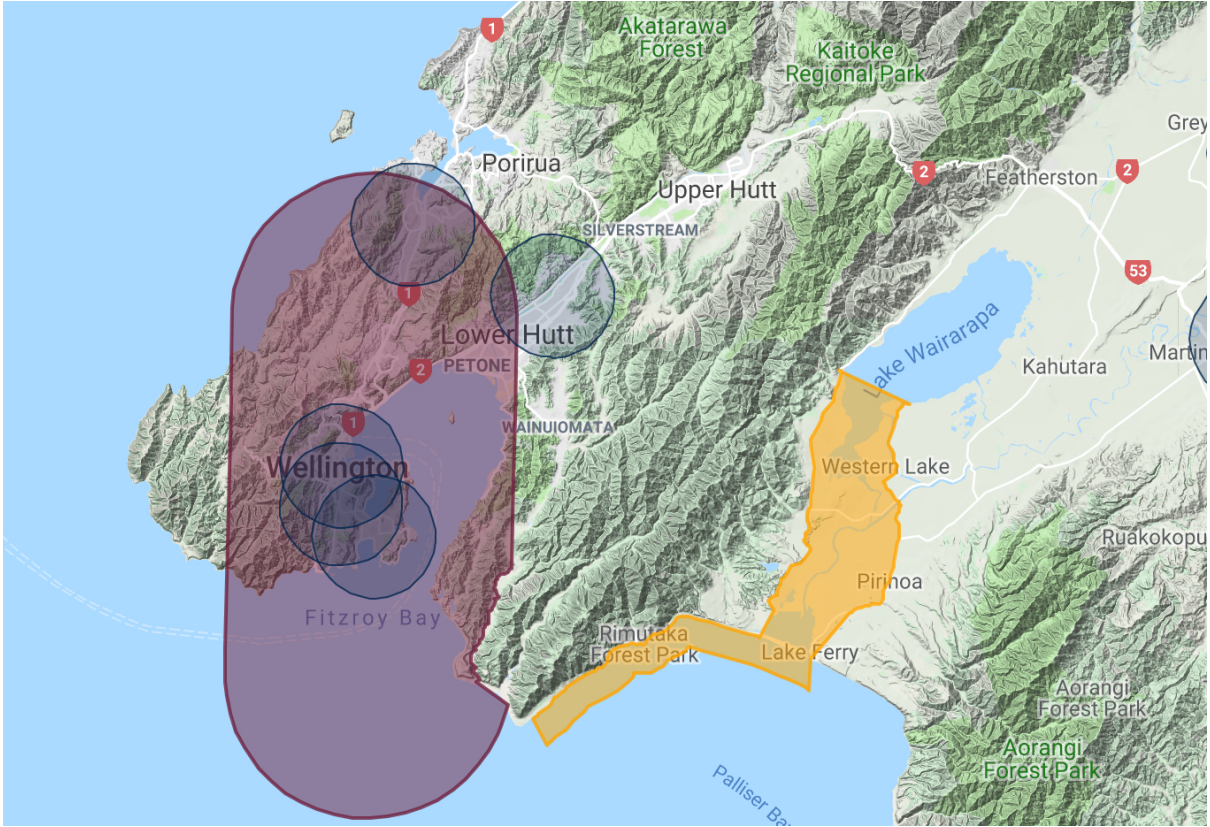 1
Akatarawa
Forest
Kaitoke
Regional Park
Grey
Porirua
2
2
Featherston
Upper Hutt
SILVERSTREAM
53
1
Lake Wairarapa
Lower Hutt
PETONE
2
Martin
Kahutara
1
WAINUIOMATA
Wellington
Western Lake
Ruakokopu
Pirinoa
Fitzroy Bay
Rimutaka
Forest Park
Lake Ferry
Aorangi
Forest Park
Aorangi
Forest Park
Palliser Ba